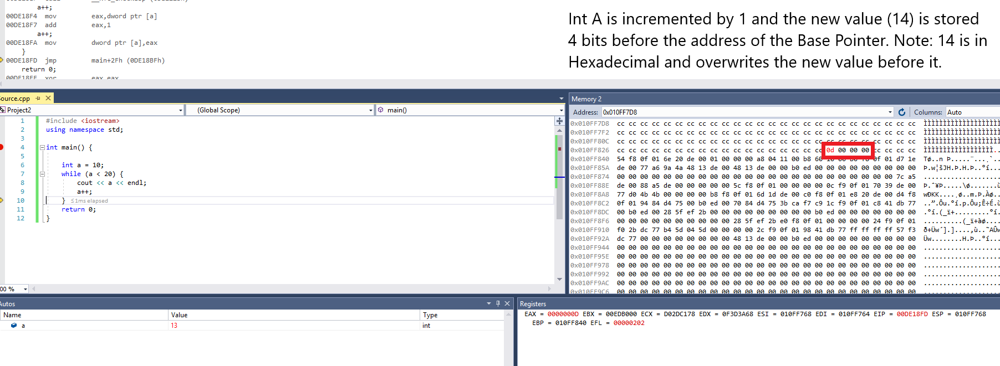 a++;
00DE18F4 mov eax,dword ptr [a]
00DE18F7 add eax,1
a++;
00DE18FA mov dword ptr [a],eax
}
00DE18FD jmp main+2Fh (0DE18BFh)
return 0;
00DE18FF xor eax,eax
Int A is incremented by 1 and the new value (14) is stored
4 bits before the address of the Base Pointer. Note: 14 is in
Hexadecimal and overwrites the new value before it.
Source.cpp
Project2 (Global Scope) main()
1 #include <iostream>
2 using namespace std;
3
4 int main() {
5
6 int a = 10;
7 while (a < 20) {
8 cout << a << endl;
9 a++;
10 } ≤1ms elapsed
11 return 0;
12 }
00 %
Memory 2
Address: 0x010FF7D8 Columns: Auto
0x010FF7D8 cc cc cc cc cc cc cc cc cc cc cc cc cc cc cc cc cc cc cc cc cc cc cc cc cc cc
0x010FF7F2 cc cc cc cc cc cc cc cc cc cc cc cc cc cc cc cc cc cc cc cc cc cc cc cc cc cc
0x010FF80C cc cc cc cc cc cc cc cc cc cc cc cc cc cc cc cc cc cc
0x010FF826 cc cc cc cc cc cc cc cc cc cc cc cc cc cc cc cc cc cc 0d 00 00 00 cc cc cc cc
0x010FF840 54 f8 0f 01 6e 20 de 00 01 00 00 00 a8 04 11 00 b8 60 0f 01 d7 1e
0x010FF85A de 00 77 a6 9a 4a 48 13 de 00 48 13 de 00 00 b0 ed 00 00 00 00 00 00 00 00 00
0x010FF874 00 00 00 00 00 00 00 00 00 00 00 00 00 00 00 00 00 00 00 00 00 00 00 00 7c a5
0x010FF88E de 00 88 a5 de 00 00 00 00 00 5c f8 0f 01 00 00 00 00 0c f9 0f 01 70 39 de 00
0x010FF8A8 77 d0 4b 4b 00 00 00 00 b8 f8 0f 01 6d 1d de 00 c0 f8 0f 01 e8 20 de 00 d4 f8
0x010FF8C2 0f 01 94 84 d4 75 00 b0 ed 00 70 84 d4 75 3b ca f7 c9 1c f9 0f 01 c8 41 db 77
0x010FF8DC 00 b0 ed 00 28 5f ef 2b 00 00 00 00 00 00 00 00 00 b0 ed 00 00 00 00 00 00 00
0x010FF8F6 00 00 00 00 00 00 00 00 00 00 28 5f ef 2b e0 f8 0f 01 00 00 00 00 24 f9 0f 01
0x010FF910 f0 2b dc 77 b4 5d 04 5d 00 00 00 00 2c f9 0f 01 98 41 db 77 ff ff ff ff 57 f3
0x010FF92A dc 77 00 00 00 00 00 00 00 00 48 13 de 00 00 b0 ed 00 00 00 00 00 00 00 00 00
0x010FF944 00 00 00 00 00 00 00 00 00 00 00 00 00 00 00 00 00 00 00 00 00 00 00 00 00 00
0x010FF95E 00 00 00 00 00 00 00 00 00 00 00 00 00 00 00 00 00 00 00 00 00 00 00 00 00 00
0x010FF978 00 00 00 00 00 00 00 00 00 00 00 00 00 00 00 00 00 00 00 00 00 00 00 00 00 00
0x010FF992 00 00 00 00 00 00 00 00 00 00 00 00 00 00 00 00 00 00 00 00 00 00 00 00 00 00
0x010FF9AC 00 00 00 00 00 00 00 00 00 00 00 00 00 00 00 00 00 00 00 00 00 00 00 00 00 00
0x010FF9C6 00 00 00 00 00 00 00 00 00 00 00 00 00 00 00 00 00 00 00 00 00 00 00 00 00 00
Autos
Name Value Type
a 13 int
Registers
EAX = 0000000D EBX = 00EDB000 ECX = D02DC178 EDX = 0F3D3A68 ESI = 010FF768 EDI = 010FF764 EIP = 00DE18FD ESP = 010FF768
EBP = 010FF840 EFL = 00000202